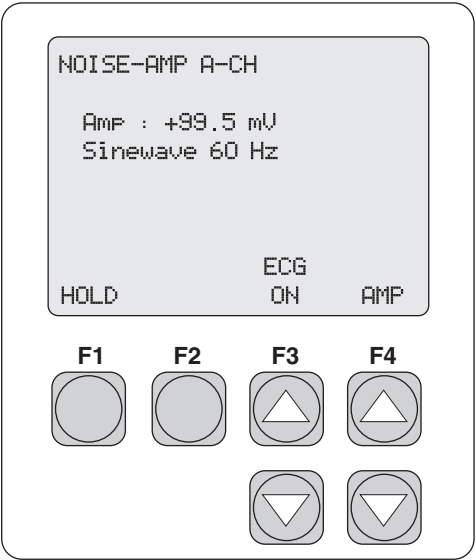 NOISE-AMP A-CH
Amp : +99.5 mV
Sinewave 60 Hz
ECG
HOLD ON AMP
F1 F2 F3 F4